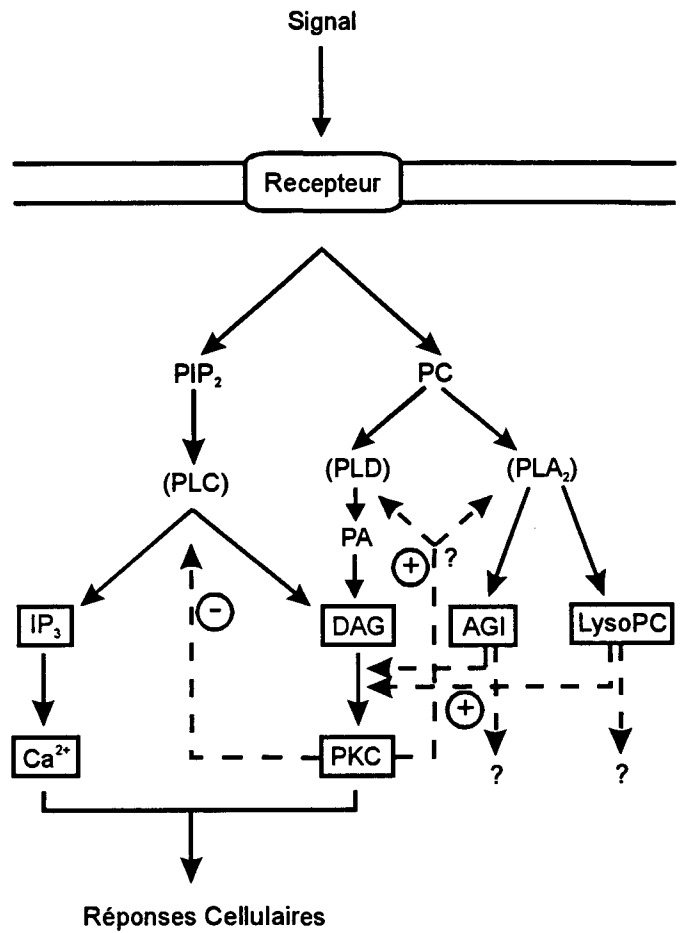 Signal
Recepteur
PIP₂
PC
(PLC)
(PLD)
(PLA₂)
PA
+
?
-
IP₃
DAG
AGI
LysoPC
+
Ca²⁺
PKC
?
?
Réponses Cellulaires